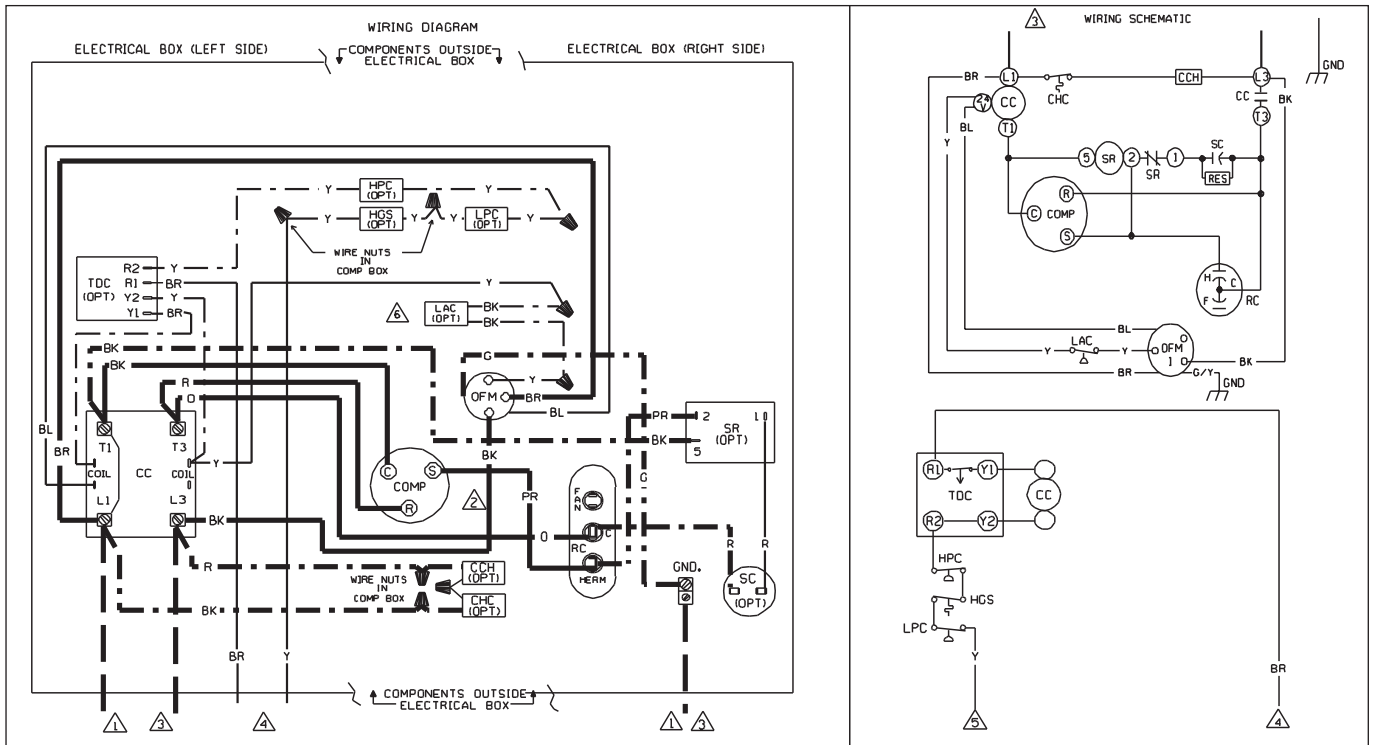 WIRING DIAGRAM
ELECTRICAL BOX (LEFT SIDE)
COMPONENTS OUTSIDE
ELECTRICAL BOX
ELECTRICAL BOX (RIGHT SIDE)
Y
HPC
(OPT)
Y
Y
HGS
(OPT)
Y
Y
LPC
(OPT)
Y
WIRE NUTS
IN
COMP BOX
R2
Y
TDC
(OPT)
R1
BR
Y2
Y
Y1
BR
Y
6
LAC
(OPT)
BK
BK
BK
G
BK
R
O
Y
OFM
BR
BL
PR
2
1
SR
(OPT)
BK
5
BL
BR
T1
T3
COIL
CC
COIL
Y
L1
L3
BK
C
S
COMP
R
2
BK
PR
G
FAN
C
O
RC
HERM
R
R
GND.
SC
(OPT)
R
CCH
(OPT)
WIRE NUTS
IN
COMP BOX
CHC
(OPT)
BK
BR
Y
COMPONENTS OUTSIDE
ELECTRICAL BOX
1
3
4
1
3
3
WIRING SCHEMATIC
GND
BR
L1
CHC
CCH
L3
24
V
CC
CC
BK
T1
T3
BL
Y
5
SR
2
SR
1
SC
RES
R
C
COMP
S
H
C
F
RC
BL
LAC
Y
Y
OFM
1
BK
BR
G/Y
GND
R1
Y1
TDC
CC
R2
Y2
HPC
HGS
LPC
Y
BR
5
4